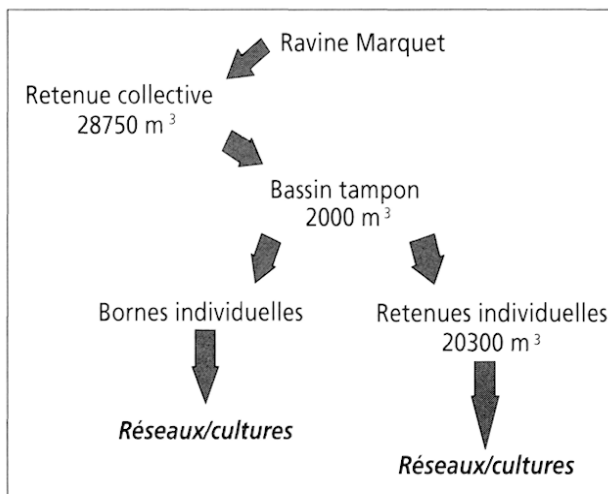 Ravine Marquet
Retenue collective
28750 m³
Bassin tampon
2000 m³
Bornes individuelles
Retenues individuelles
20300 m³
Réseaux/cultures
Réseaux/cultures